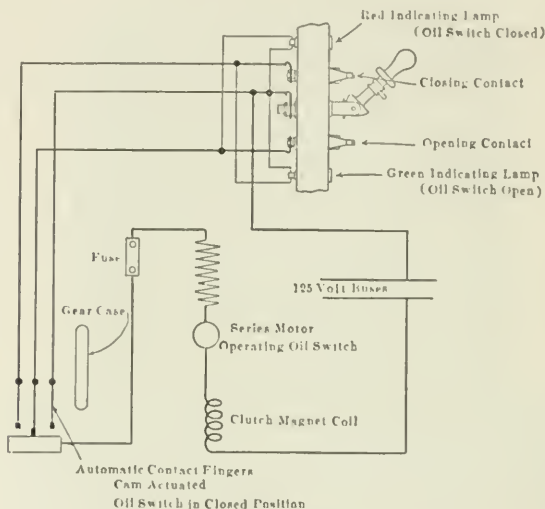 Red Indicating Lamp
(Oil Switch Closed)
Closing Contact
Opening Contact
Green Indicating Lamp
(Oil Switch Open)
Fuse
125 Volt Buses
Gear Case
Series Motor
Operating Oil Switch
Clutch Magnet Coil
Automatic Contact Fingers
Cam Actuated
Oil Switch in Closed Position